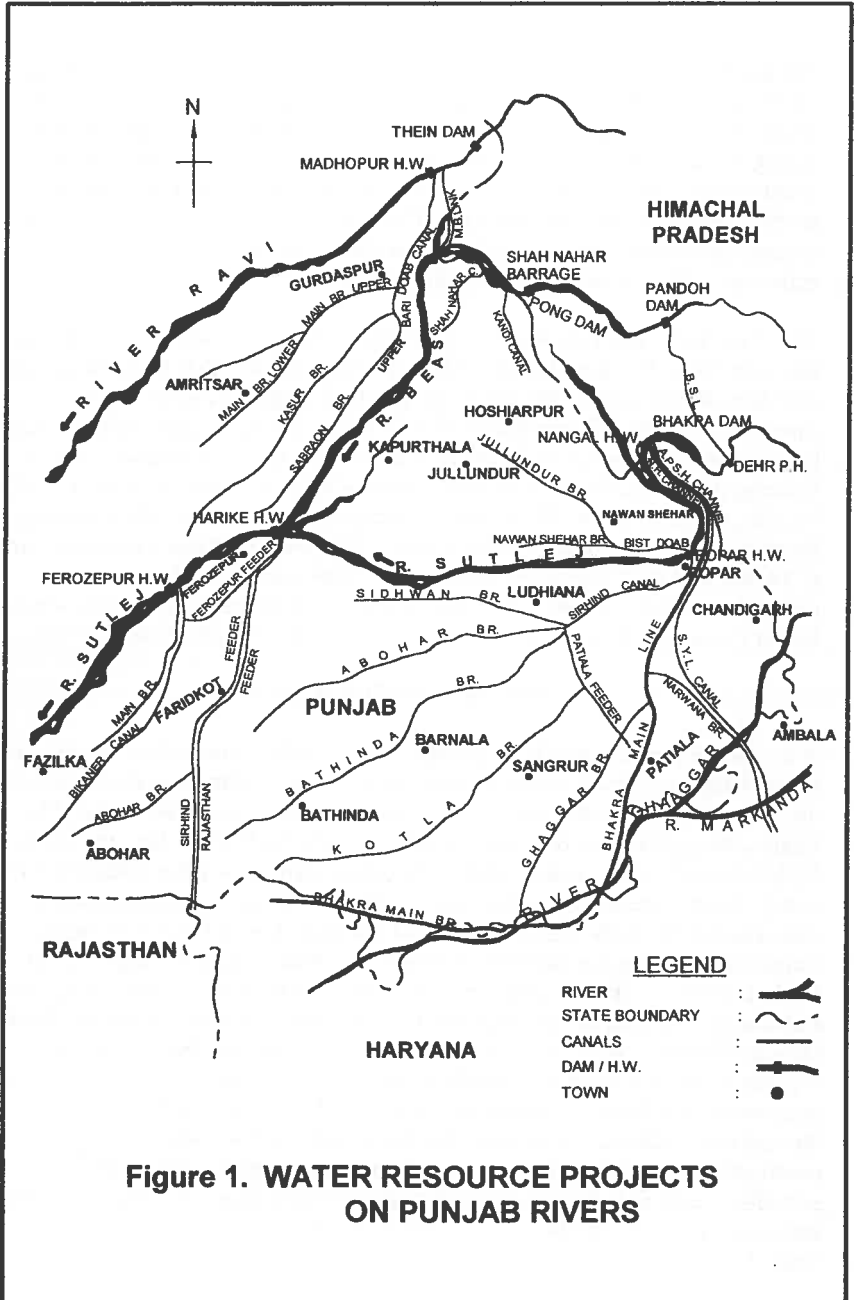 N
THEIN DAM
MADHOPUR H.W.
HIMACHAL
PRADESH
M.B. LINK
SHAH NAHAR
BARRAGE
PANDOH
DAM
RIVER RAVI
GURDASPUR
UPPER BARI DOAB CANAL
SHAH NAHAR C.
PONG DAM
KANDI CANAL
MAIN BR. UPPER
MAIN BR. LOWER
AMRITSAR
KASUR BR.
SABRAON BR.
R. BEAS
B.S.L.
HOSHIARPUR
BHAKRA DAM
NANGAL H.W.
KAPURTHALA
JULLUNDUR
JULLUNDUR BR.
DEHR P.H.
A.P.S.H. CHANNEL
CHANNEL
NAWAN SHEHAR
HARIKE H.W.
NAWAN SHEHAR BR.
BIST DOAB
ROPAR H.W.
ROPAR
R. SUTLEJ
FEROZEPUR H.W.
FEROZEPUR
FEROZEPUR FEEDER
SIDHWAN BR.
LUDHIANA
SIRHIND CANAL
CHANDIGARH
R. SUTLEJ
FEEDER
FEEDER
ABOHAR BR.
PATIALA FEEDER
BHAKRA MAIN LINE
S.Y.L. CANAL
NARWANA BR.
MAIN BR.
FARIDKOT
PUNJAB
AMBALA
BIKANER CANAL
BATHINDA BR.
BARNALA
SANGRUR
PATIALA
FAZILKA
ABOHAR BR.
SIRHIND
RAJASTHAN
BATHINDA
KOTLA BR.
GHAGGAR BR.
GHAGGAR RIVER
R. MARKANDA
ABOHAR
BHAKRA MAIN BR.
RAJASTHAN
HARYANA
LEGEND
RIVER :
STATE BOUNDARY :
CANALS :
DAM / H.W. :
TOWN :
Figure 1. WATER RESOURCE PROJECTS
ON PUNJAB RIVERS